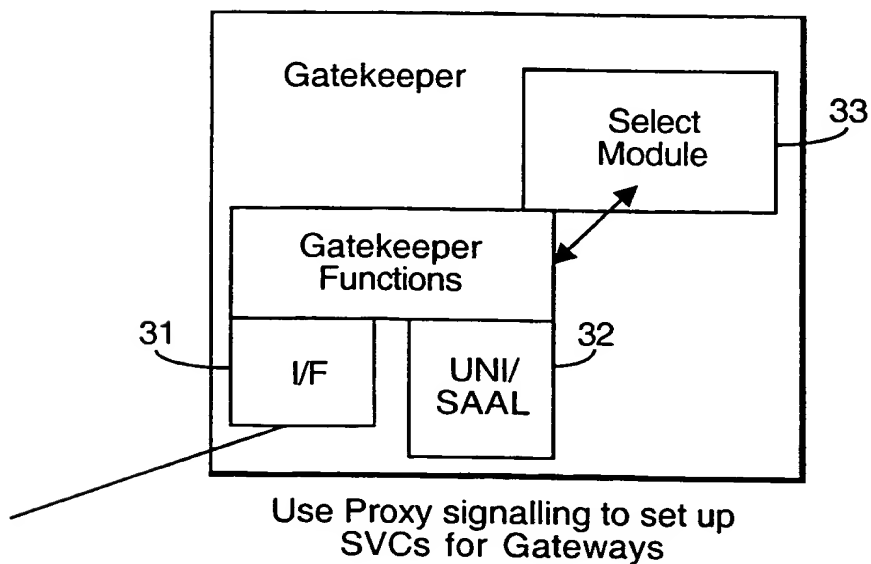 Gatekeeper
Select
Module
33
Gatekeeper
Functions
31
I/F
UNI/
SAAL
32
Use Proxy signalling to set up
SVCs for Gateways